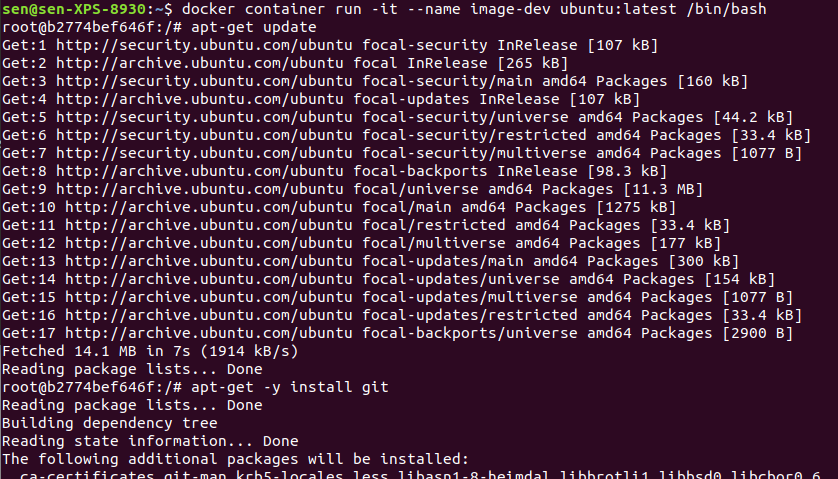 sen@sen-XPS-8930:~$ docker container run -it --name image-dev ubuntu:latest /bin/bash
root@b2774bef646f:/# apt-get update
Get:1 http://security.ubuntu.com/ubuntu focal-security InRelease [107 kB]
Get:2 http://archive.ubuntu.com/ubuntu focal InRelease [265 kB]
Get:3 http://security.ubuntu.com/ubuntu focal-security/main amd64 Packages [160 kB]
Get:4 http://archive.ubuntu.com/ubuntu focal-updates InRelease [107 kB]
Get:5 http://security.ubuntu.com/ubuntu focal-security/universe amd64 Packages [44.2 kB]
Get:6 http://security.ubuntu.com/ubuntu focal-security/restricted amd64 Packages [33.4 kB]
Get:7 http://security.ubuntu.com/ubuntu focal-security/multiverse amd64 Packages [1077 B]
Get:8 http://archive.ubuntu.com/ubuntu focal-backports InRelease [98.3 kB]
Get:9 http://archive.ubuntu.com/ubuntu focal/universe amd64 Packages [11.3 MB]
Get:10 http://archive.ubuntu.com/ubuntu focal/main amd64 Packages [1275 kB]
Get:11 http://archive.ubuntu.com/ubuntu focal/restricted amd64 Packages [33.4 kB]
Get:12 http://archive.ubuntu.com/ubuntu focal/multiverse amd64 Packages [177 kB]
Get:13 http://archive.ubuntu.com/ubuntu focal-updates/main amd64 Packages [300 kB]
Get:14 http://archive.ubuntu.com/ubuntu focal-updates/universe amd64 Packages [154 kB]
Get:15 http://archive.ubuntu.com/ubuntu focal-updates/multiverse amd64 Packages [1077 B]
Get:16 http://archive.ubuntu.com/ubuntu focal-updates/restricted amd64 Packages [33.4 kB]
Get:17 http://archive.ubuntu.com/ubuntu focal-backports/universe amd64 Packages [2900 B]
Fetched 14.1 MB in 7s (1914 kB/s)
Reading package lists... Done
root@b2774bef646f:/# apt-get -y install git
Reading package lists... Done
Building dependency tree
Reading state information... Done
The following additional packages will be installed:
ca-certificates git-man krb5-locales less libasn1-8-heimdal libbrotli1 libbsd0 libcbor0.6